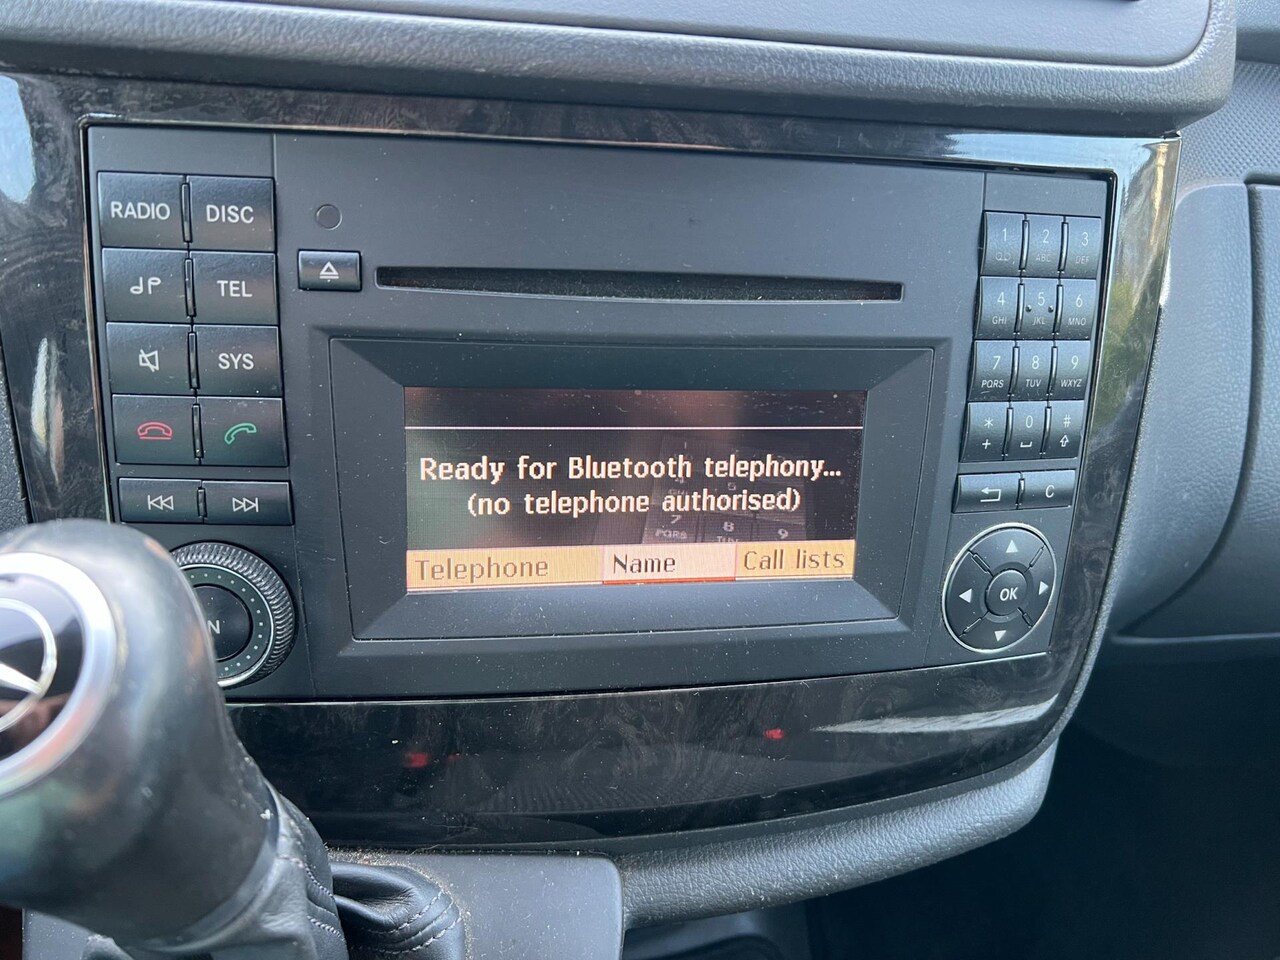 RADIO DISC
TEL
SYS
1 2 ABC 3 DEF
4 GHI 5 JKL 6 MNO
7 PQRS 8 TUV 9 WXYZ
* + 0 #
C
OK
Ready for Bluetooth telephony...
(no telephone authorised)
Telephone Name Call lists
N